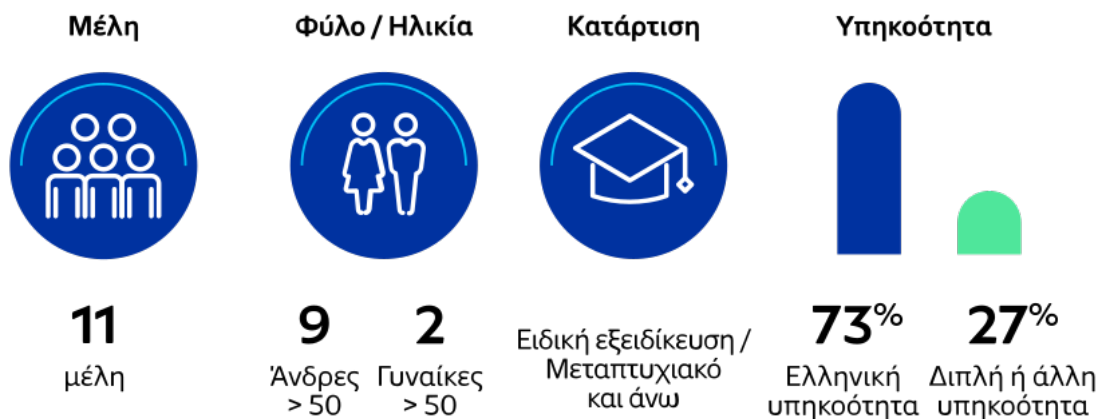 Μέλη
11
μέλη
Φύλο / Ηλικία
9
Άνδρες
> 50
2
Γυναίκες
> 50
Κατάρτιση
Ειδική εξειδίκευση /
Μεταπτυχιακό
και άνω
Υπηκοότητα
73%
Ελληνική
υπηκοότητα
27%
Διπλή ή άλλη
υπηκοότητα